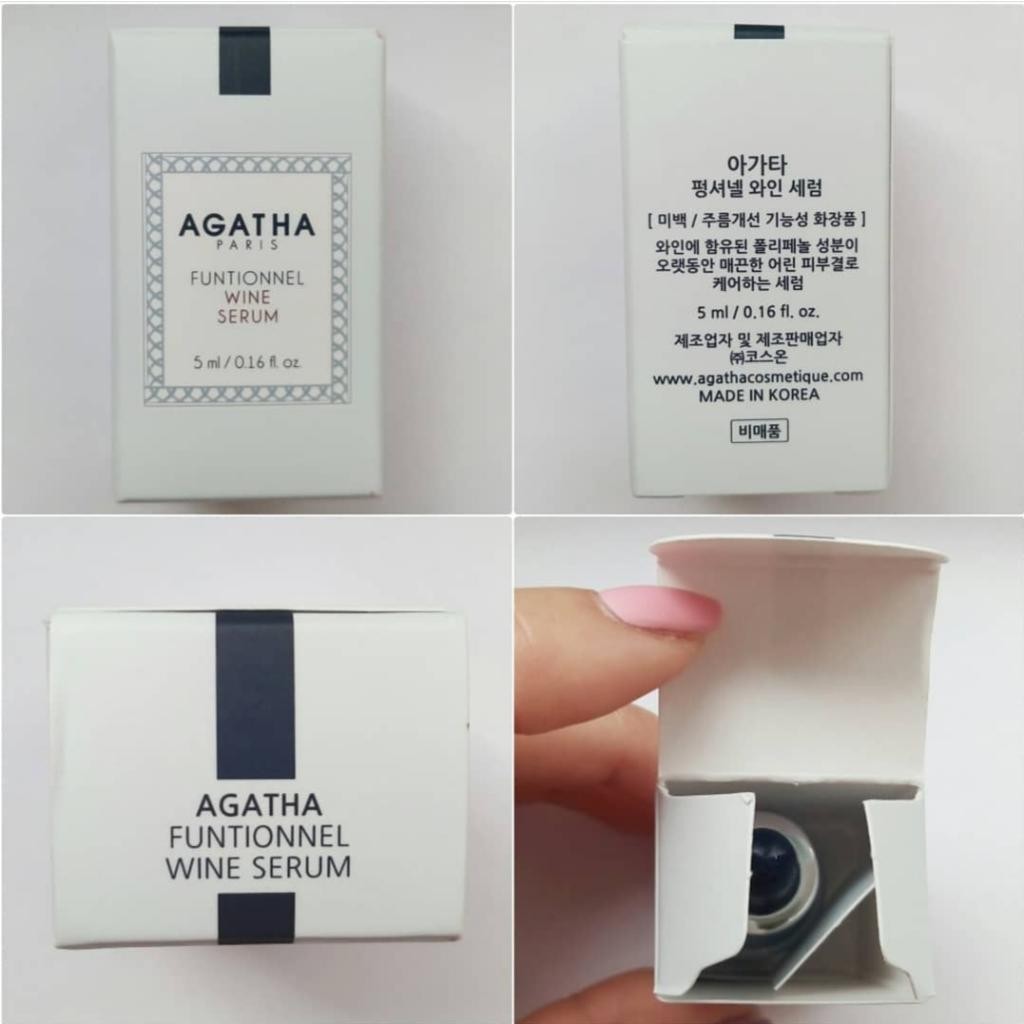 AGATHA
PARIS
FUNTIONNEL
WINE
SERUM
5 ml / 0.16 fl. oz.
아가타
펑셔넬 와인 세럼
[ 미백 / 주름개선 기능성 화장품 ]
와인에 함유된 폴리페놀 성분이
오랫동안 매끈한 어린 피부결로
케어하는 세럼
5 ml / 0.16 fl. oz.
제조업자 및 제조판매업자
㈜코스온
www.agathacosmetique.com
MADE IN KOREA
비매품
AGATHA
FUNTIONNEL
WINE SERUM